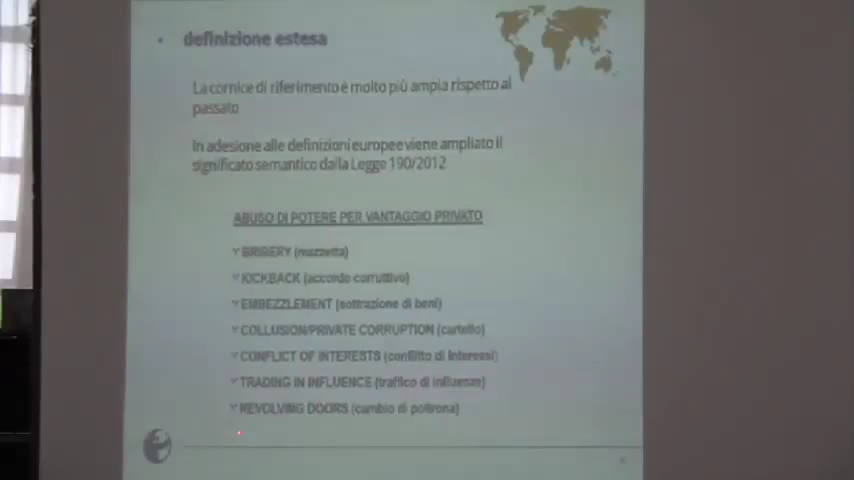 • definizione estesa
La cornice di riferimento è molto più ampia rispetto al
passato
In adesione alle definizioni europee viene ampliato il
significato semantico dalla Legge 190/2012
ABUSO DI POTERE PER VANTAGGIO PRIVATO
BRIBERY (mazzetta)
KICKBACK (accordo corruttivo)
EMBEZZLEMENT (sottrazione di beni)
COLLUSION/PRIVATE CORRUPTION (cartello)
CONFLICT OF INTERESTS (conflitto di interessi)
TRADING IN INFLUENCE (traffico di influenze)
REVOLVING DOORS (cambio di poltrona)